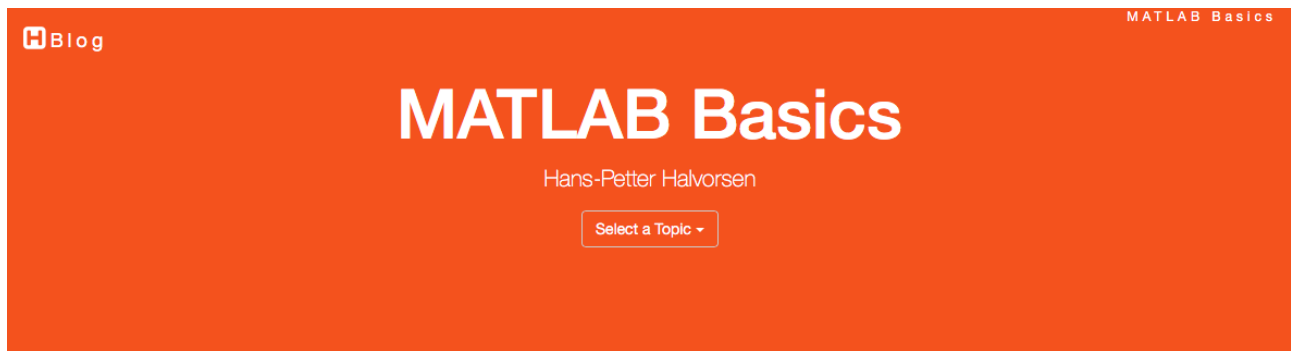 MATLAB Basics
H Blog
MATLAB Basics
Hans-Petter Halvorsen
Select a Topic